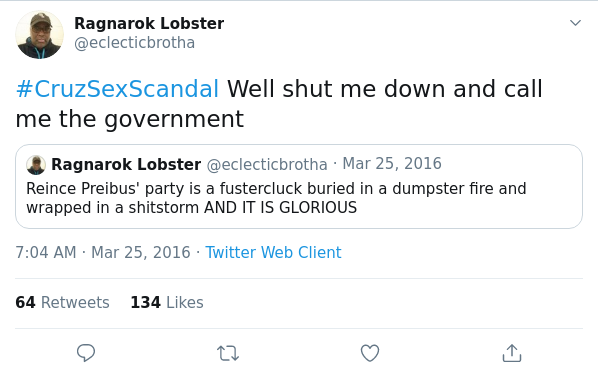 Ragnarok Lobster
@eclecticbrotha
#CruzSexScandal Well shut me down and call
me the government
Ragnarok Lobster @eclecticbrotha · Mar 25, 2016
Reince Preibus' party is a fustercluck buried in a dumpster fire and
wrapped in a shitstorm AND IT IS GLORIOUS
7:04 AM · Mar 25, 2016 · Twitter Web Client
64 Retweets 134 Likes